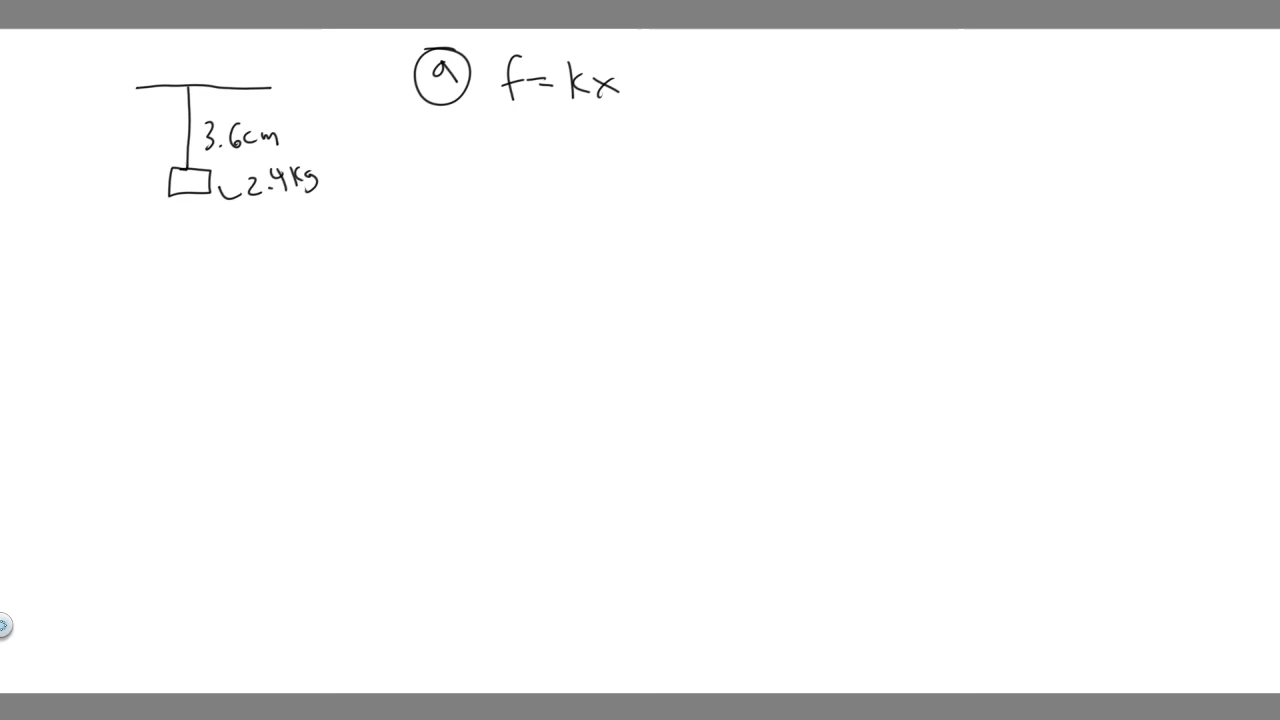 a f = kx
3.6cm
2.4kg